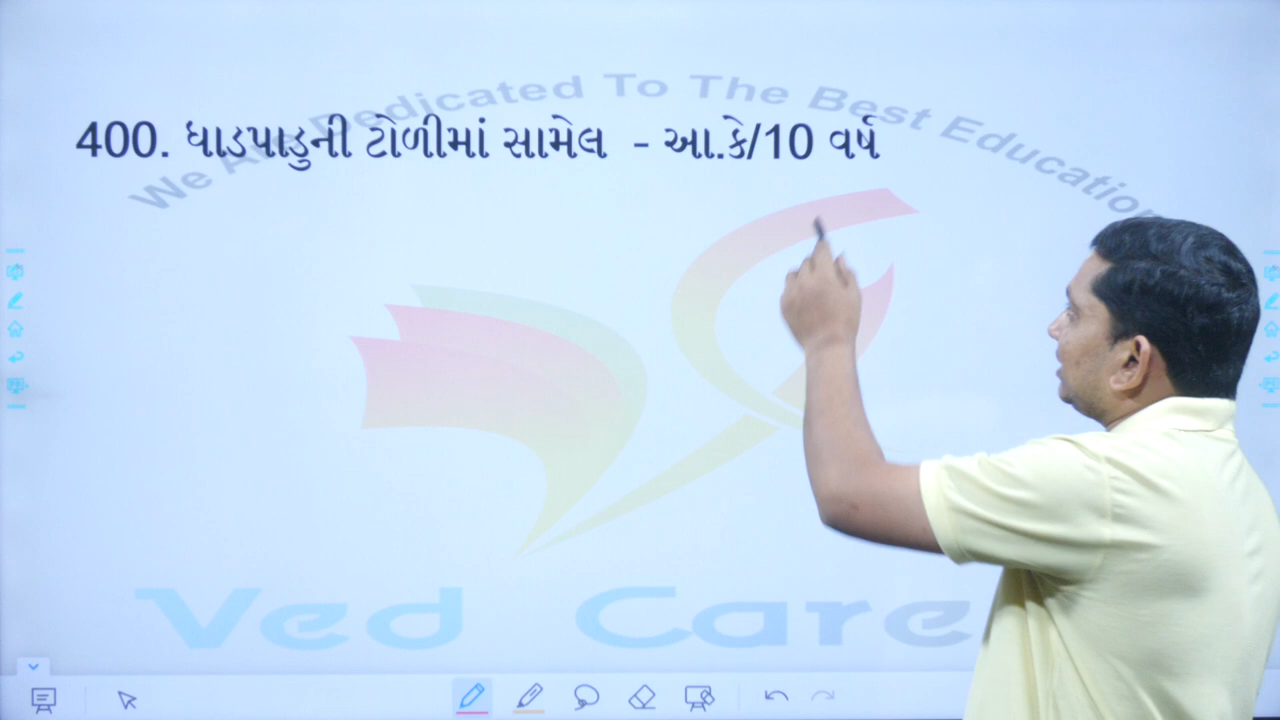 We Are Dedicated To The Best Education
400. ધાડપાડુની ટોળીમાં સામેલ - આ.કે/10 વર્ષ
Ved Care